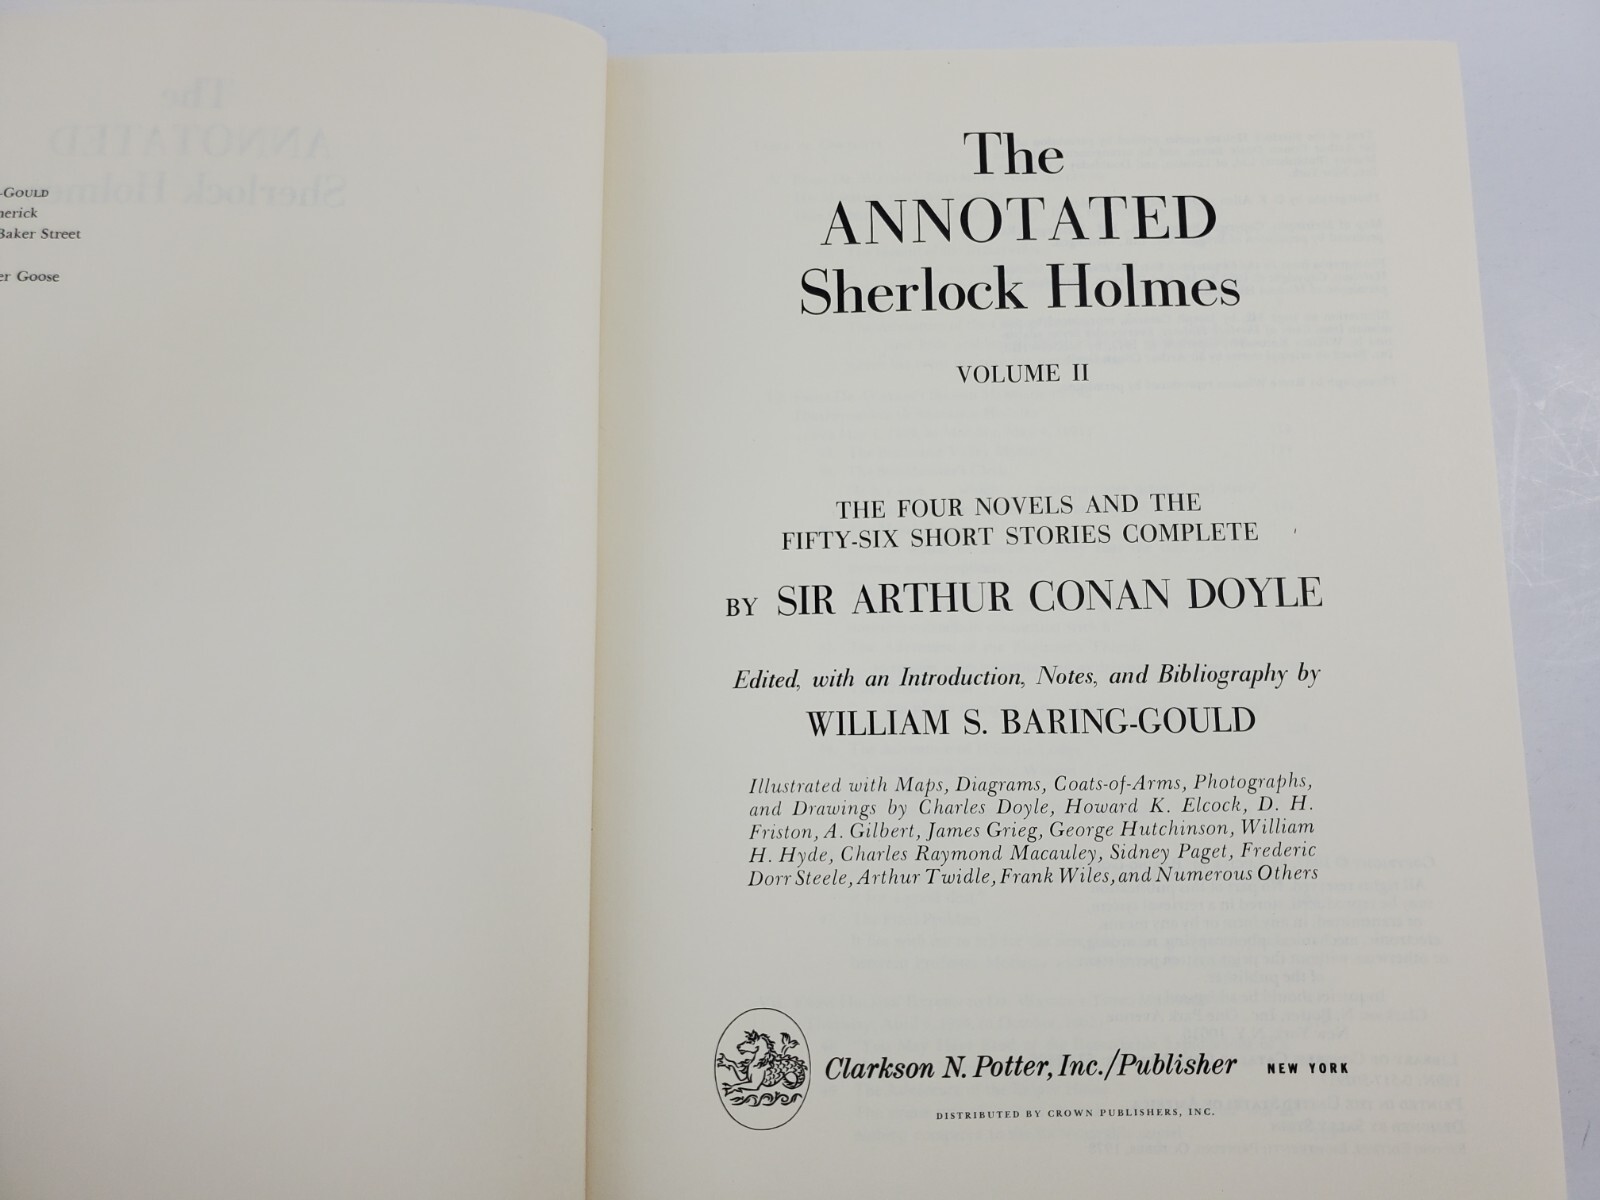 -GOULD
Baker Street
Goose
The
ANNOTATED
Sherlock Holmes
The
ANNOTATED
Sherlock Holmes
VOLUME II
THE FOUR NOVELS AND THE
FIFTY-SIX SHORT STORIES COMPLETE
BY SIR ARTHUR CONAN DOYLE
Edited, with an Introduction, Notes, and Bibliography by
WILLIAM S. BARING-GOULD
Illustrated with Maps, Diagrams, Coats-of-Arms, Photographs,
and Drawings by Charles Doyle, Howard K. Elcock, D. H.
Friston, A. Gilbert, James Grieg, George Hutchinson, William
H. Hyde, Charles Raymond Macauley, Sidney Paget, Frederic
Dorr Steele, Arthur Twidle, Frank Wiles, and Numerous Others
Clarkson N. Potter, Inc./Publisher NEW YORK
DISTRIBUTED BY CROWN PUBLISHERS, INC.